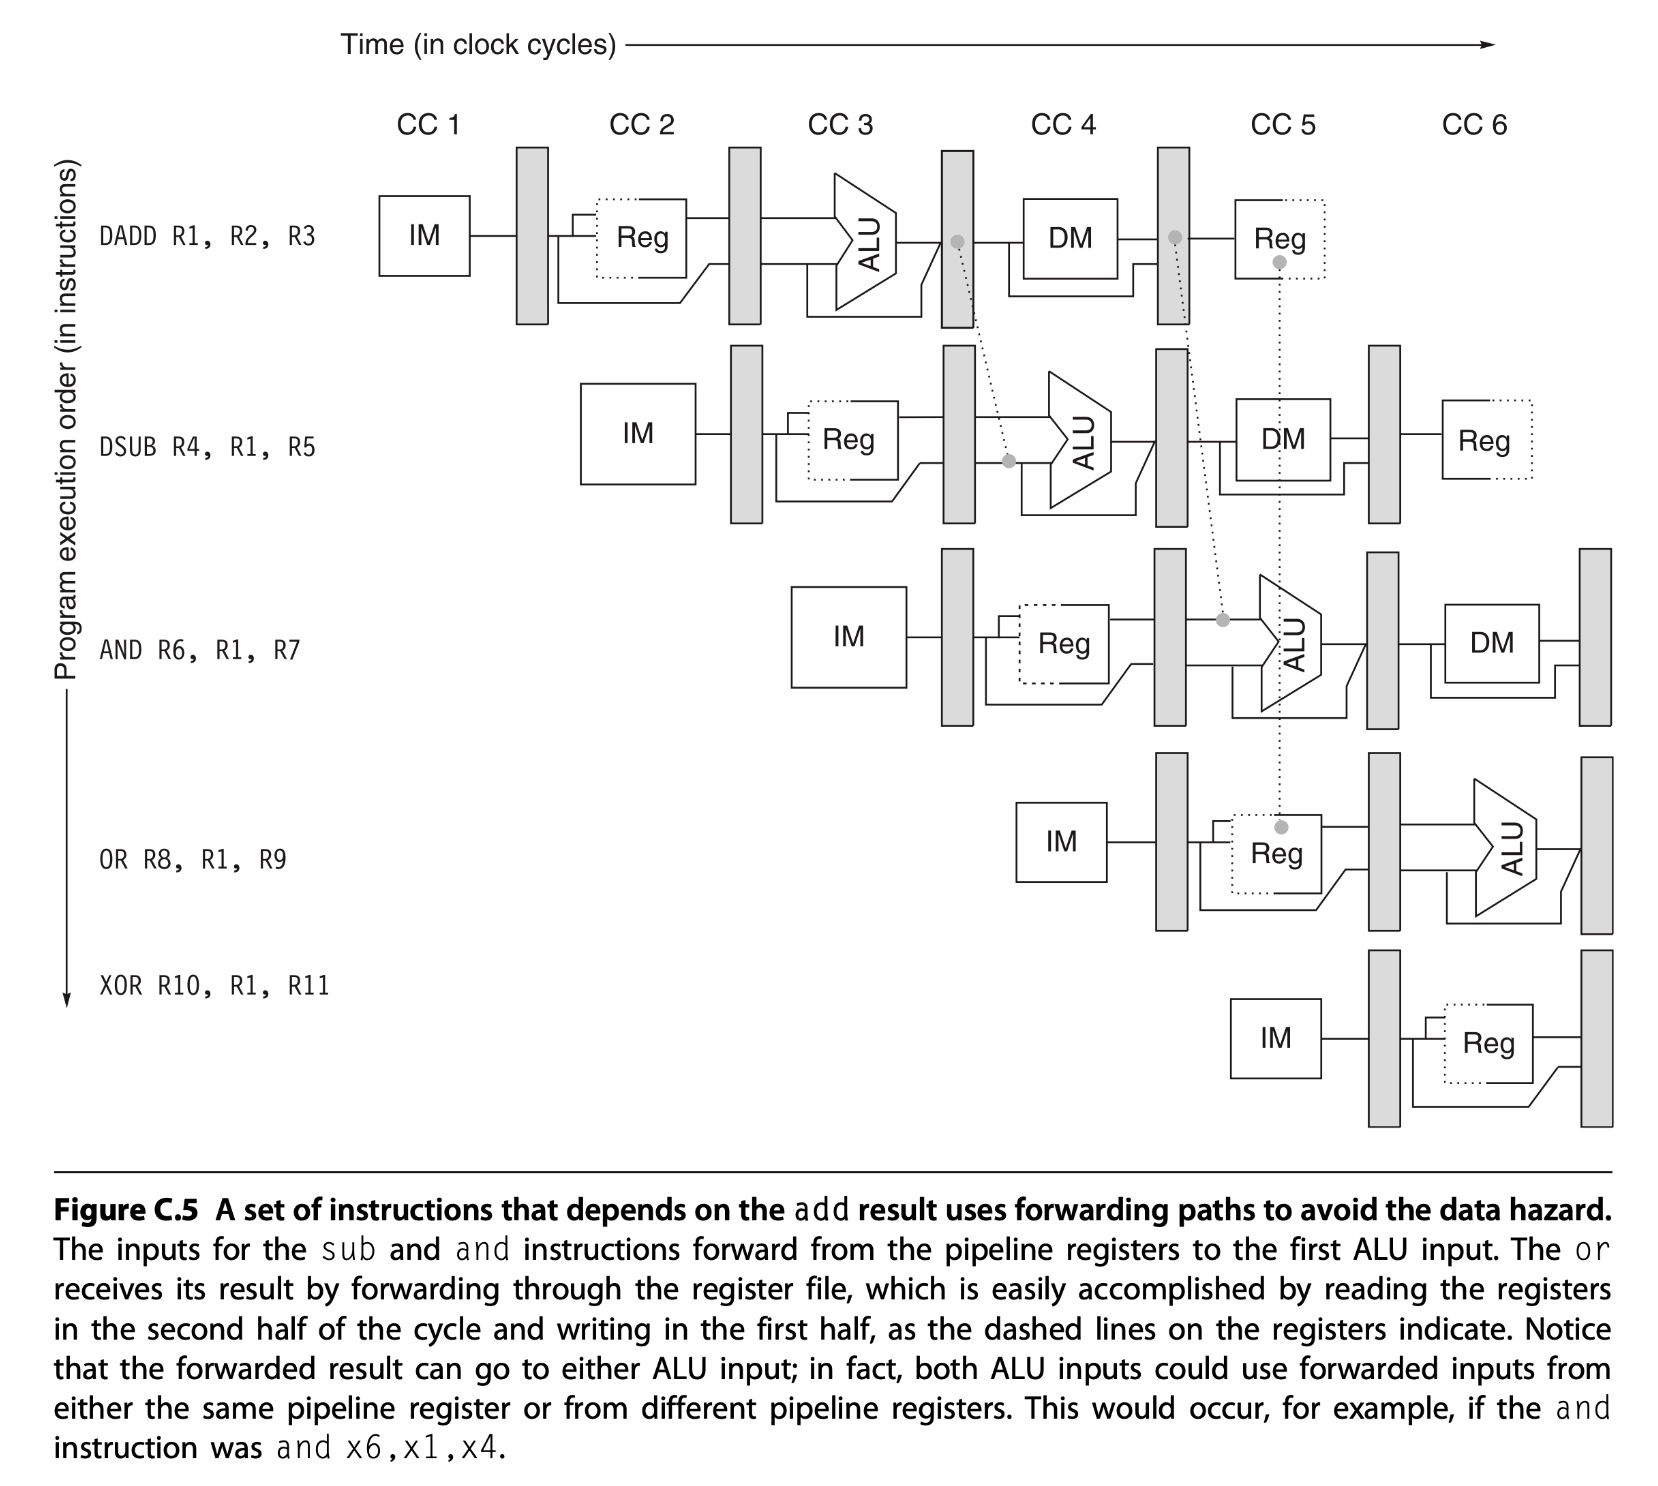 Time (in clock cycles)
CC 1 CC 2 CC 3 CC 4 CC 5 CC 6
Program execution order (in instructions)
DADD R1, R2, R3 IM Reg ALU DM Reg
DSUB R4, R1, R5 IM Reg ALU DM Reg
AND R6, R1, R7 IM Reg ALU DM
OR R8, R1, R9 IM Reg ALU
XOR R10, R1, R11 IM Reg
Figure C.5 A set of instructions that depends on the add result uses forwarding paths to avoid the data hazard.
The inputs for the sub and and instructions forward from the pipeline registers to the first ALU input. The or
receives its result by forwarding through the register file, which is easily accomplished by reading the registers
in the second half of the cycle and writing in the first half, as the dashed lines on the registers indicate. Notice
that the forwarded result can go to either ALU input; in fact, both ALU inputs could use forwarded inputs from
either the same pipeline register or from different pipeline registers. This would occur, for example, if the and
instruction was and x6,x1,x4.